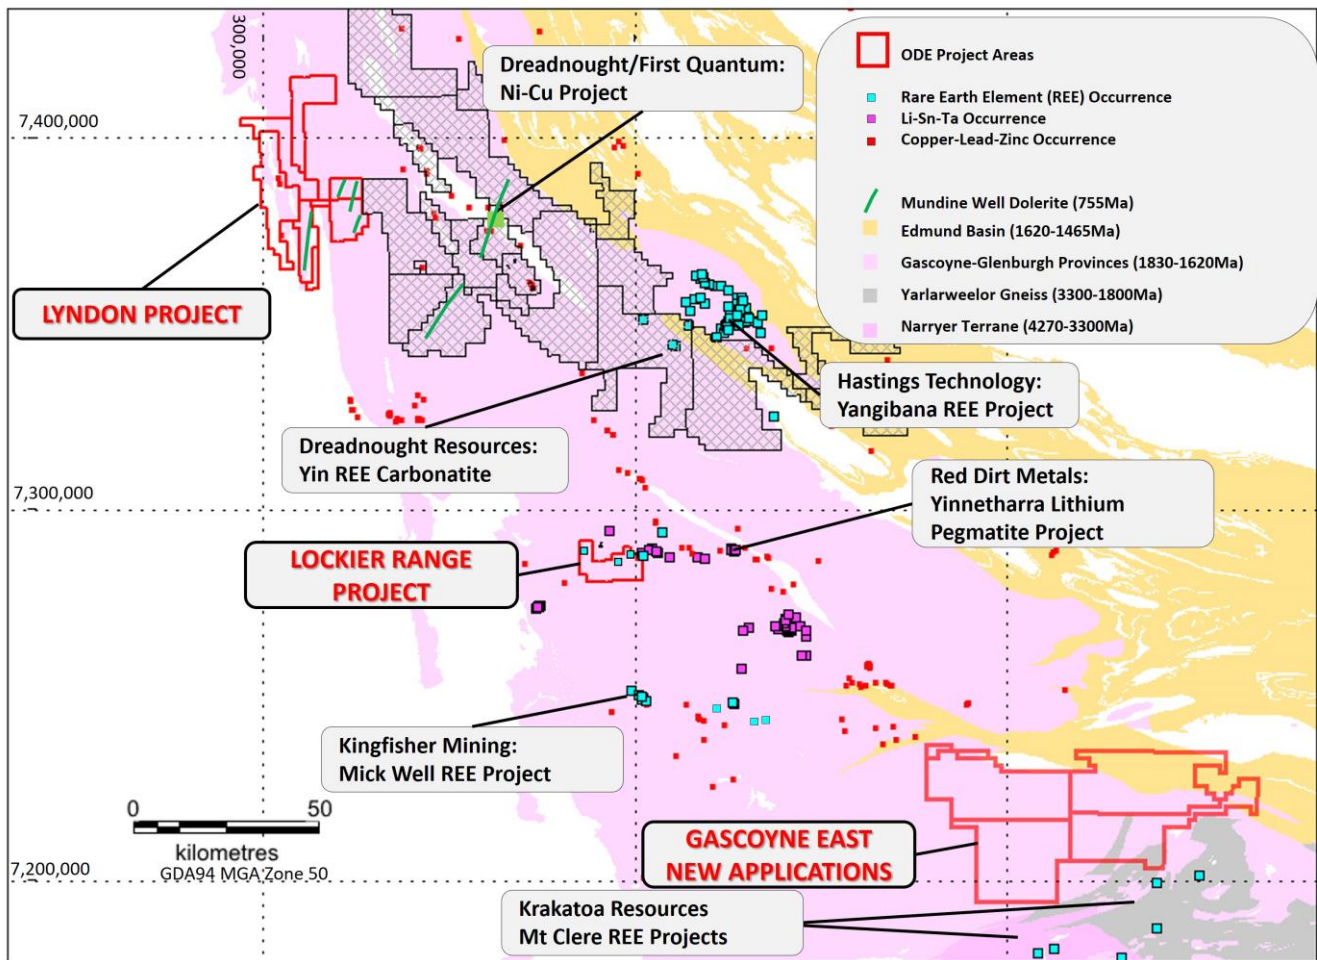 300,000
7,400,000
7,300,000
7,200,000
Dreadnought/First Quantum:
Ni-Cu Project
ODE Project Areas
Rare Earth Element (REE) Occurrence
Li-Sn-Ta Occurrence
Copper-Lead-Zinc Occurrence
Mundine Well Dolerite (755Ma)
Edmund Basin (1620-1465Ma)
Gascoyne-Glenburgh Provinces (1830-1620Ma)
Yarlarweelor Gneiss (3300-1800Ma)
Narryer Terrane (4270-3300Ma)
LYNDON PROJECT
Hastings Technology:
Yangibana REE Project
Dreadnought Resources:
Yin REE Carbonatite
Red Dirt Metals:
Yinnetharra Lithium
Pegmatite Project
LOCKIER RANGE
PROJECT
Kingfisher Mining:
Mick Well REE Project
0 50
kilometres
GDA94 MGA Zone 50
GASCOYNE EAST
NEW APPLICATIONS
Krakatoa Resources
Mt Clere REE Projects